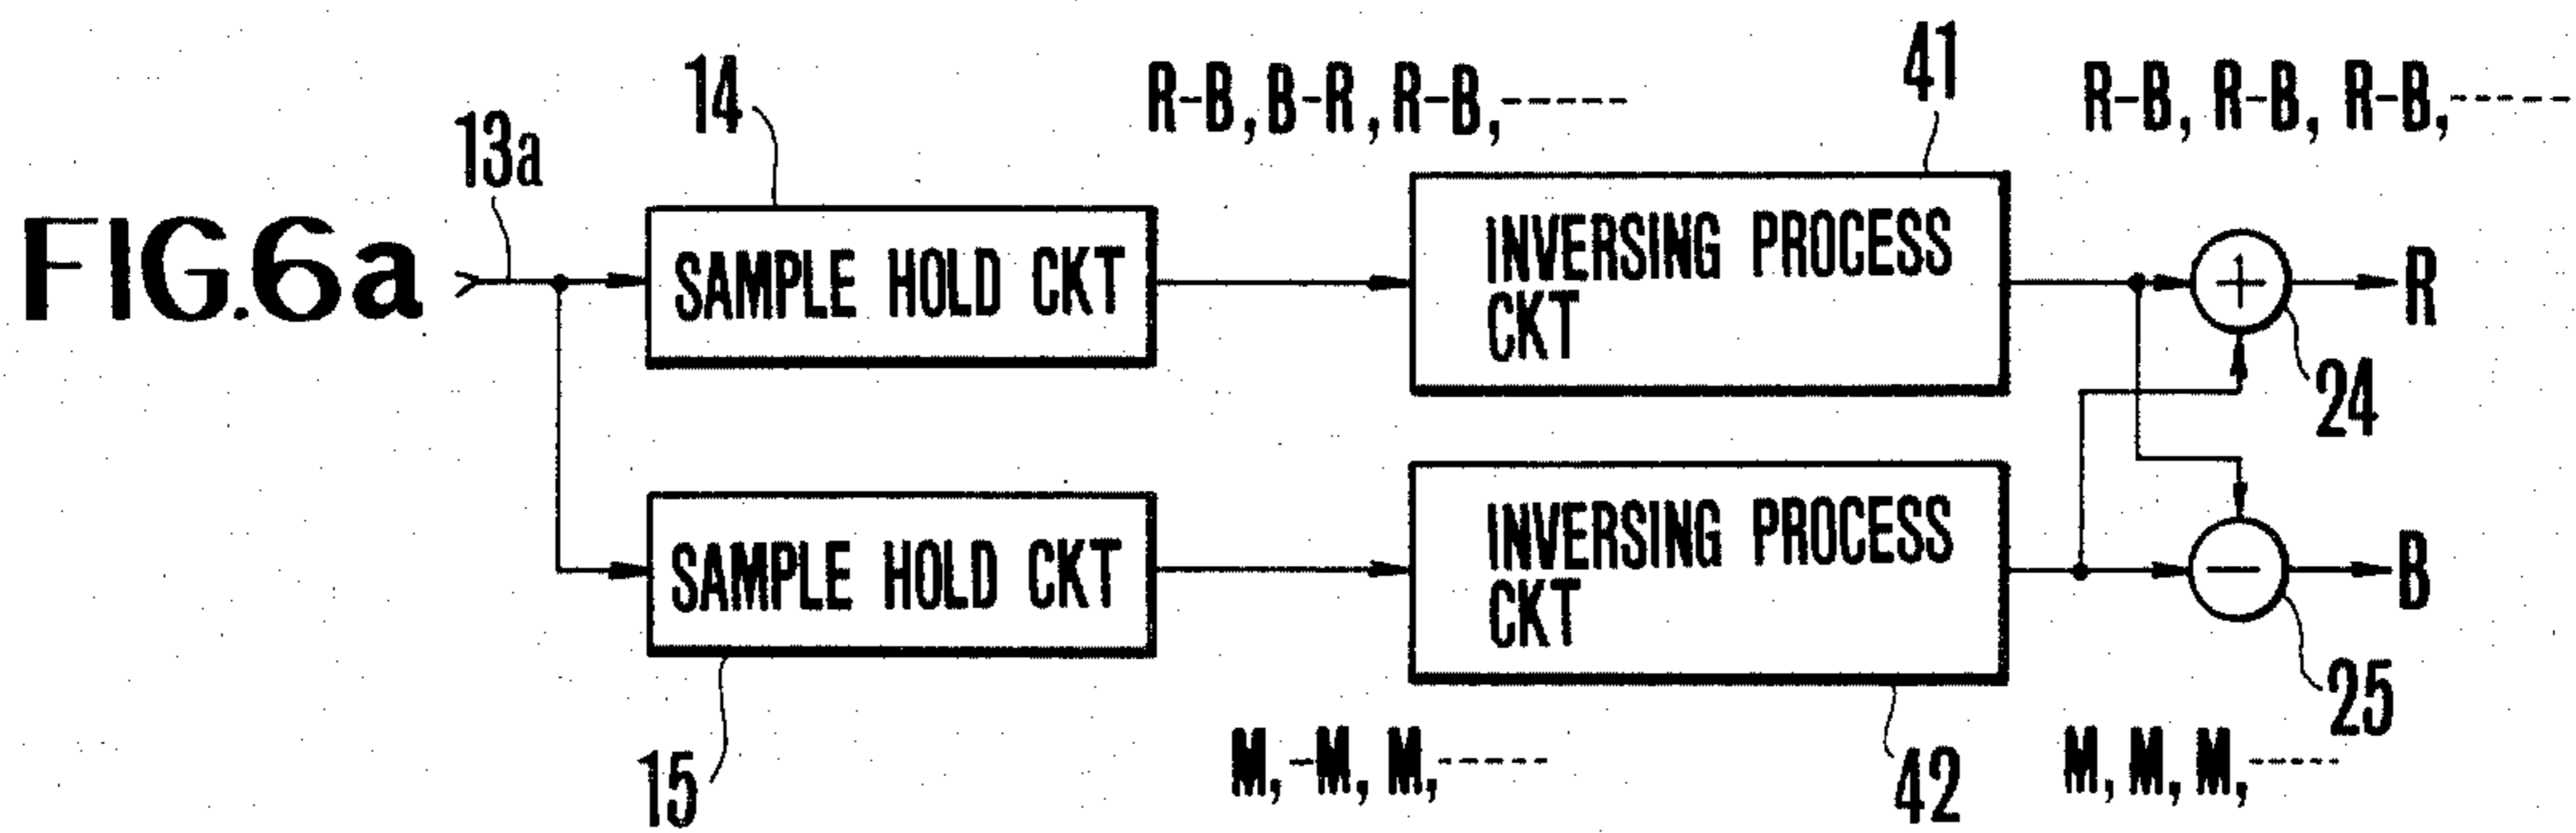 FIG.6a
13a
14
R-B, B-R, R-B,------
41
R-B, R-B, R-B,------
SAMPLE HOLD CKT
INVERSING PROCESS
CKT
+
R
24
SAMPLE HOLD CKT
INVERSING PROCESS
CKT
−
B
25
15
M, -M, M,------
42
M, M, M,-----